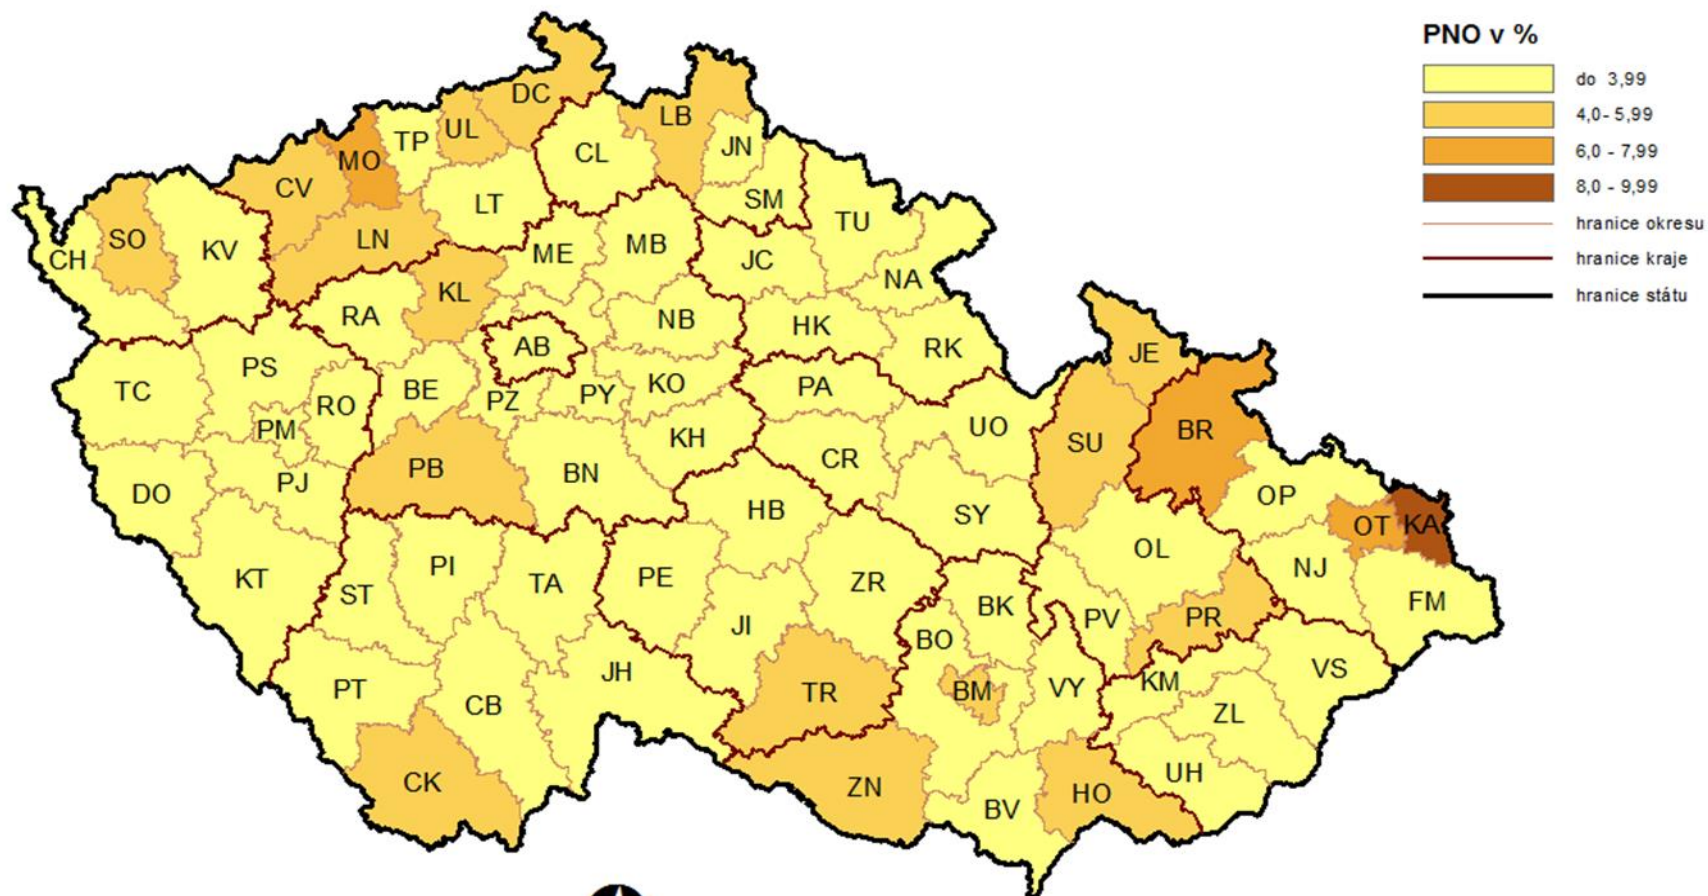 PNO v %
do 3,99
4,0- 5,99
6,0 - 7,99
8,0 - 9,99
hranice okresu
hranice kraje
hranice státu
DC
LB
UL
TP
MO
CL
JN
CV
LT
SM
TU
SO
KV
CH
LN
ME
MB
JC
NA
KL
RA
NB
HK
AB
RK
JE
PS
TC
BE
PZ
PY
KO
PA
RO
PM
UO
SU
BR
KH
CR
PB
BN
PJ
DO
HB
SY
OP
OT
KA
OL
NJ
KT
PI
TA
PE
ZR
ST
BK
FM
PR
PV
JI
BO
JH
VS
PT
TR
BM
VY
KM
CB
ZL
CK
ZN
UH
HO
BV